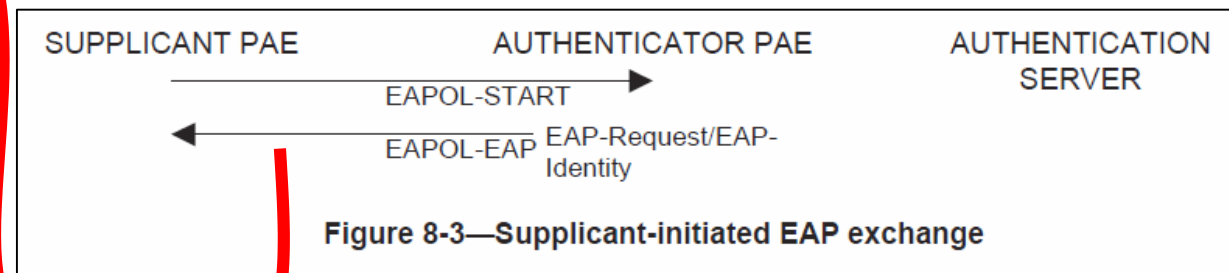 SUPPLICANT PAE AUTHENTICATOR PAE AUTHENTICATION
SERVER
EAPOL-START
EAPOL-EAP EAP-Request/EAP-
Identity
Figure 8-3—Supplicant-initiated EAP exchange